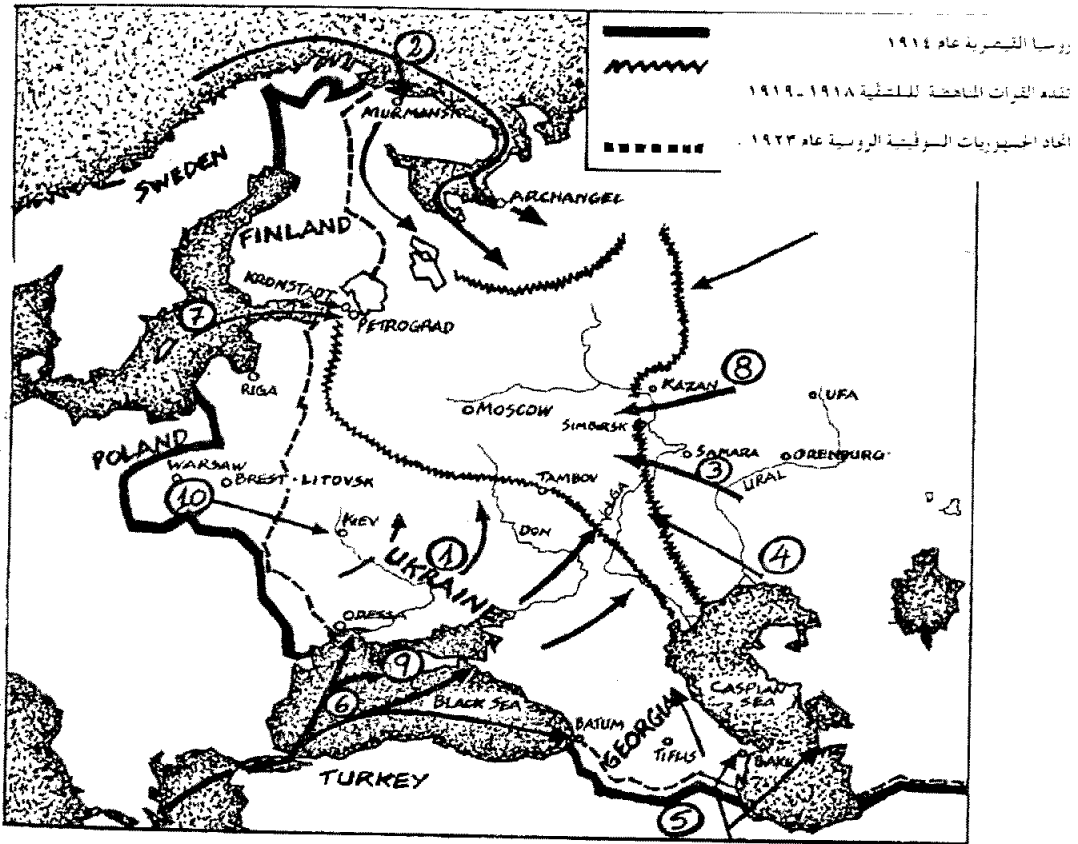 روسيا القيصرية عام ١٩١٤
تقدم القوات المناهضة للبلشفية ١٩١٨-١٩١٩
اتحاد الجمهوريات السوفيتية الروسية عام ١٩٢٣ .
2
MURMANSK
SWEDEN
ARCHANGEL
FINLAND
KRONSTADT
7
PETROGRAD
RIGA
8
KAZAN
UFA
MOSCOW
SIMBIRSK
POLAND
SAMARA
ORENBURG
WARSAW
3
BREST-LITOVSK
TAMBOV
URAL
10
KIEV
DON
1
4
UKRAINE
9
CASPIAN
SEA
6
BLACK SEA
BATUM
GEORGIA
TIFLIS
BAKU
TURKEY
5